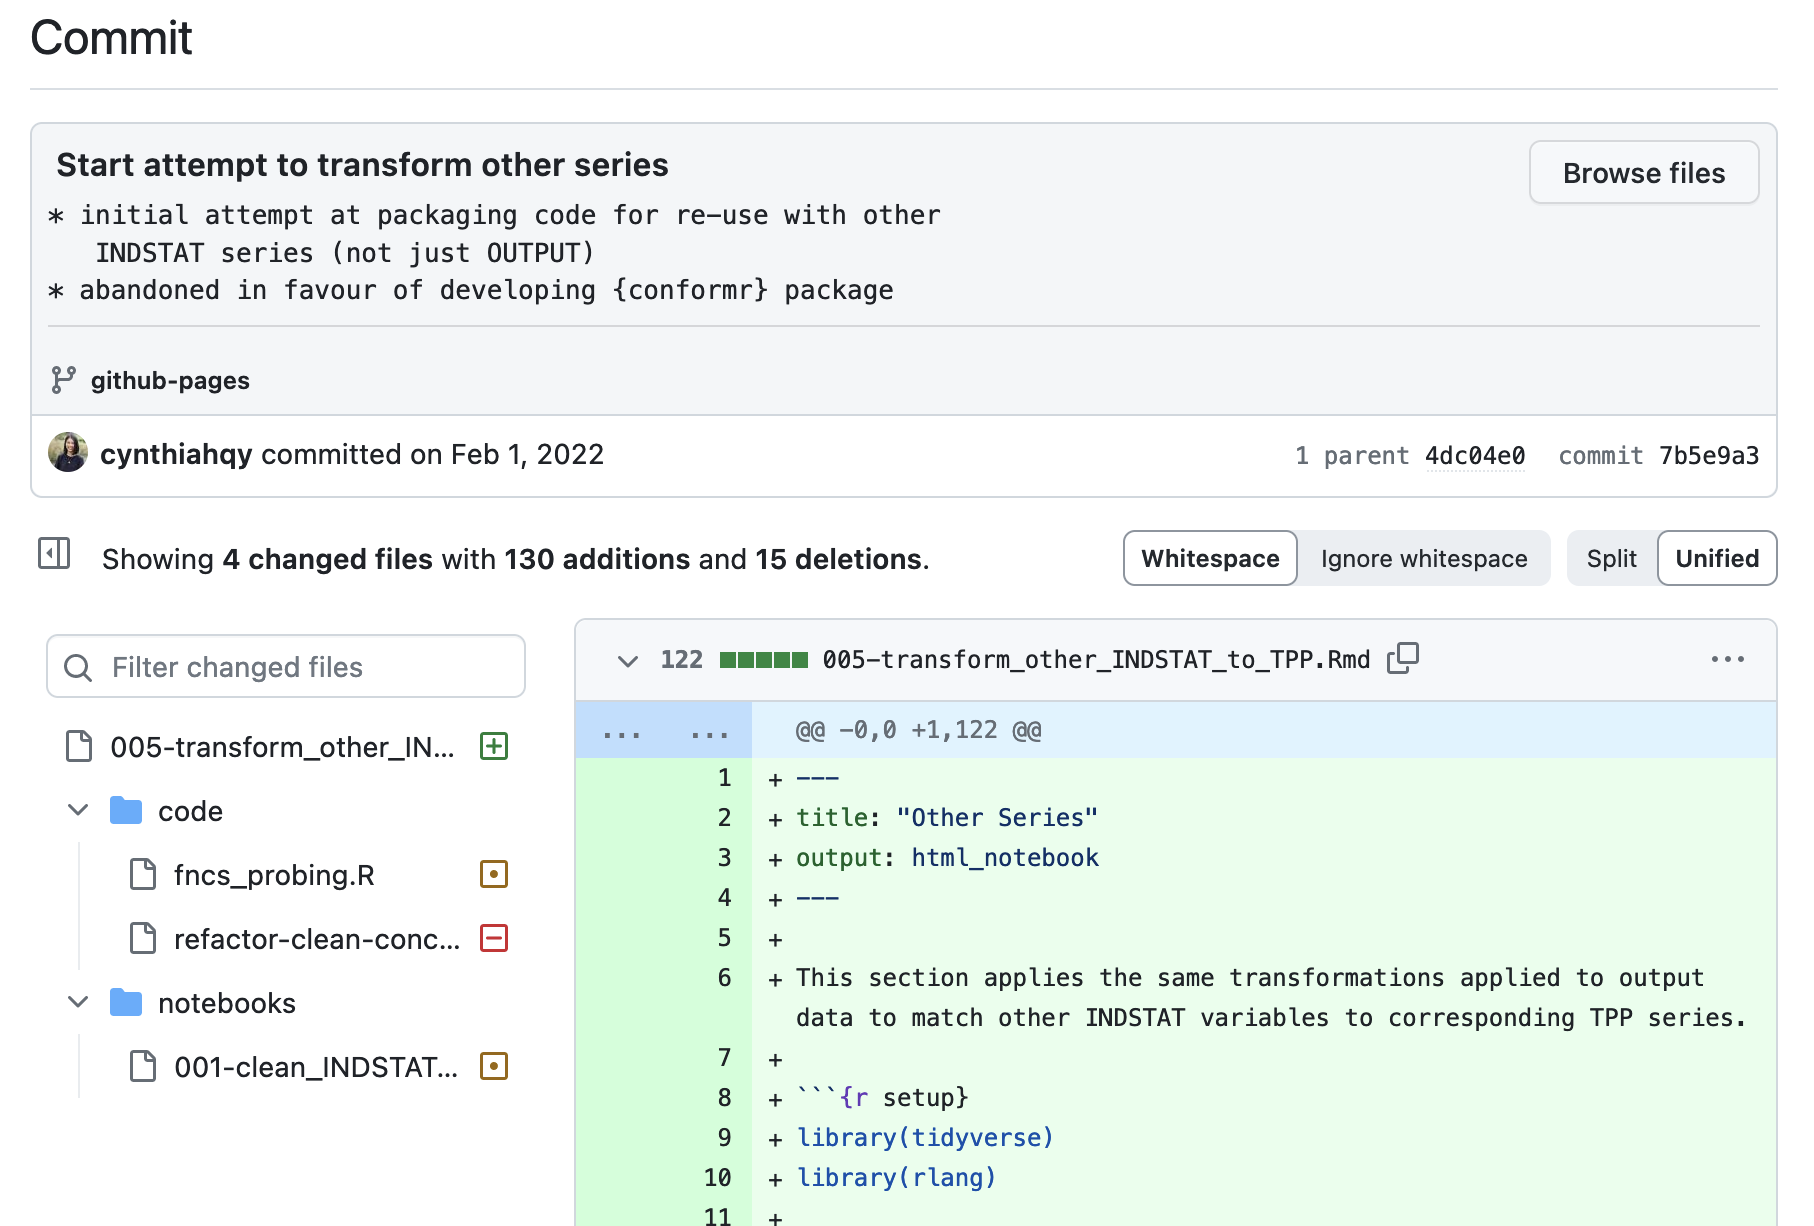 Commit
Start attempt to transform other series
Browse files
* initial attempt at packaging code for re-use with other
INDSTAT series (not just OUTPUT)
* abandoned in favour of developing {conformr} package
github-pages
cynthiahqy committed on Feb 1, 2022
1 parent 4dc04e0 commit 7b5e9a3
Showing 4 changed files with 130 additions and 15 deletions.
Whitespace Ignore whitespace Split Unified
Filter changed files
005-transform_other_IN...
code
fncs_probing.R
refactor-clean-conc...
notebooks
001-clean_INDSTAT...
122 005-transform_other_INDSTAT_to_TPP.Rmd ...
... ... @@ -0,0 +1,122 @@
1 + ---
2 + title: "Other Series"
3 + output: html_notebook
4 + ---
5 +
6 + This section applies the same transformations applied to output
data to match other INDSTAT variables to corresponding TPP series.
7 +
8 + ```{r setup}
9 + library(tidyverse)
10 + library(rlang)
11 +